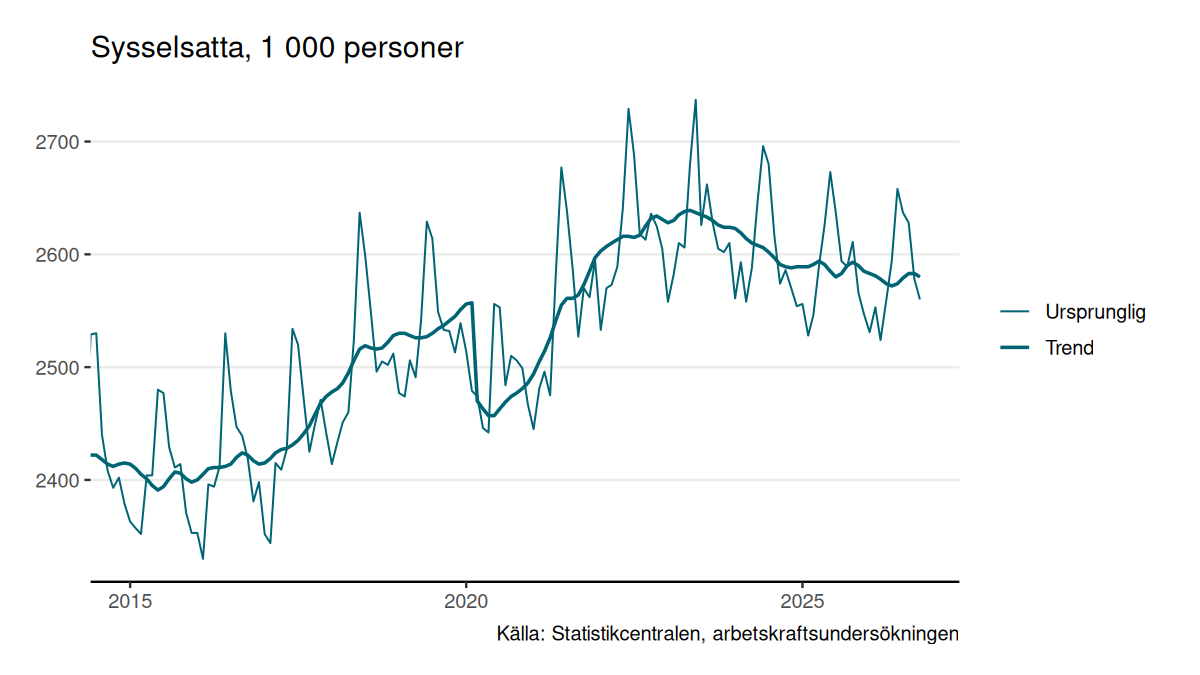 Sysselsatta, 1 000 personer
2700
2600
2500
2400
2015
2020
2025
Ursprunglig
Trend
Källa: Statistikcentralen, arbetskraftsundersökningen